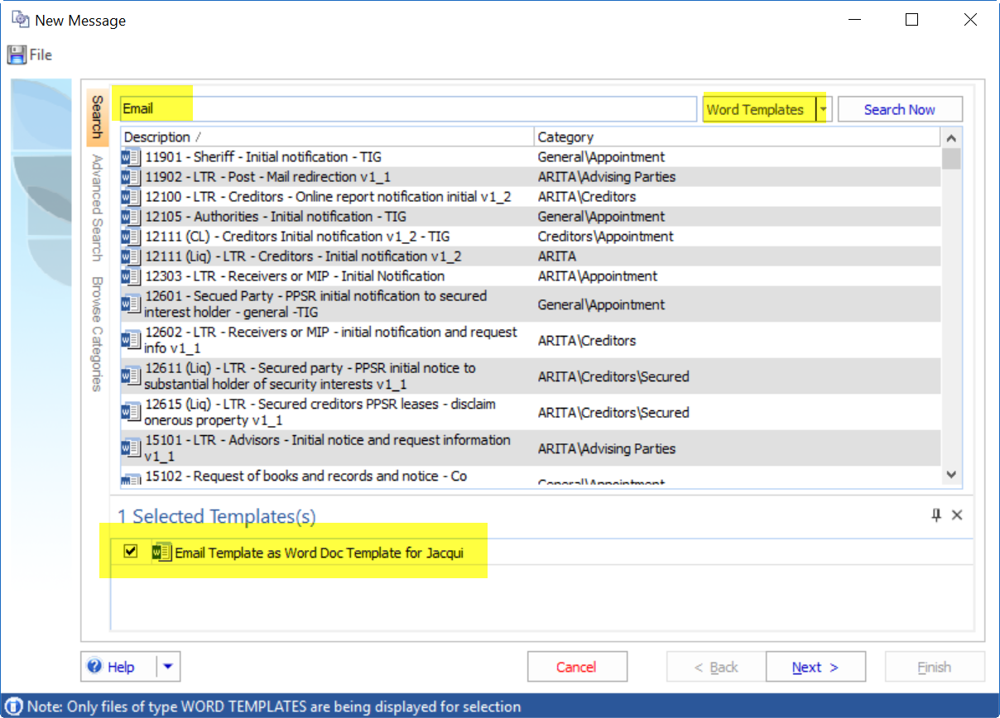 New Message
File
Search
Advanced Search
Browse Categories
Email
Word Templates
Search Now
Description /
Category
11901 - Sheriff - Initial notification - TIG
General\Appointment
11902 - LTR - Post - Mail redirection v1_1
ARITA\Advising Parties
12100 - LTR - Creditors - Online report notification initial v1_2
ARITA\Creditors
12105 - Authorities - Initial notification - TIG
General\Appointment
12111 (CL) - Creditors Initial notification v1_2 - TIG
Creditors\Appointment
12111 (Liq) - LTR - Creditors - Initial notification v1_2
ARITA
12303 - LTR - Receivers or MIP - Initial Notification
ARITA\Appointment
12601 - Secued Party - PPSR initial notification to secured
interest holder - general -TIG
General\Appointment
12602 - LTR - Receivers or MIP - initial notification and request
info v1_1
ARITA\Creditors
12611 (Liq) - LTR - Secured party - PPSR initial notice to
substantial holder of security interests v1_1
ARITA\Creditors\Secured
12615 (Liq) - LTR - Secured creditors PPSR leases - disclaim
onerous property v1_1
ARITA\Creditors\Secured
15101 - LTR - Advisors - Initial notice and request information
v1_1
ARITA\Advising Parties
15102 - Request of books and records and notice - Co
General\Appointment
1 Selected Templates(s)
Email Template as Word Doc Template for Jacqui
Help
Cancel
< Back
Next >
Finish
Note: Only files of type WORD TEMPLATES are being displayed for selection